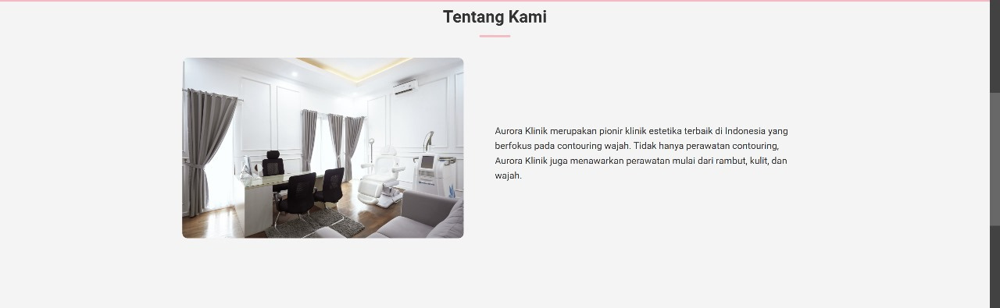 Tentang Kami
Aurora Klinik merupakan pionir klinik estetika terbaik di Indonesia yang
berfokus pada contouring wajah. Tidak hanya perawatan contouring,
Aurora Klinik juga menawarkan perawatan mulai dari rambut, kulit, dan
wajah.